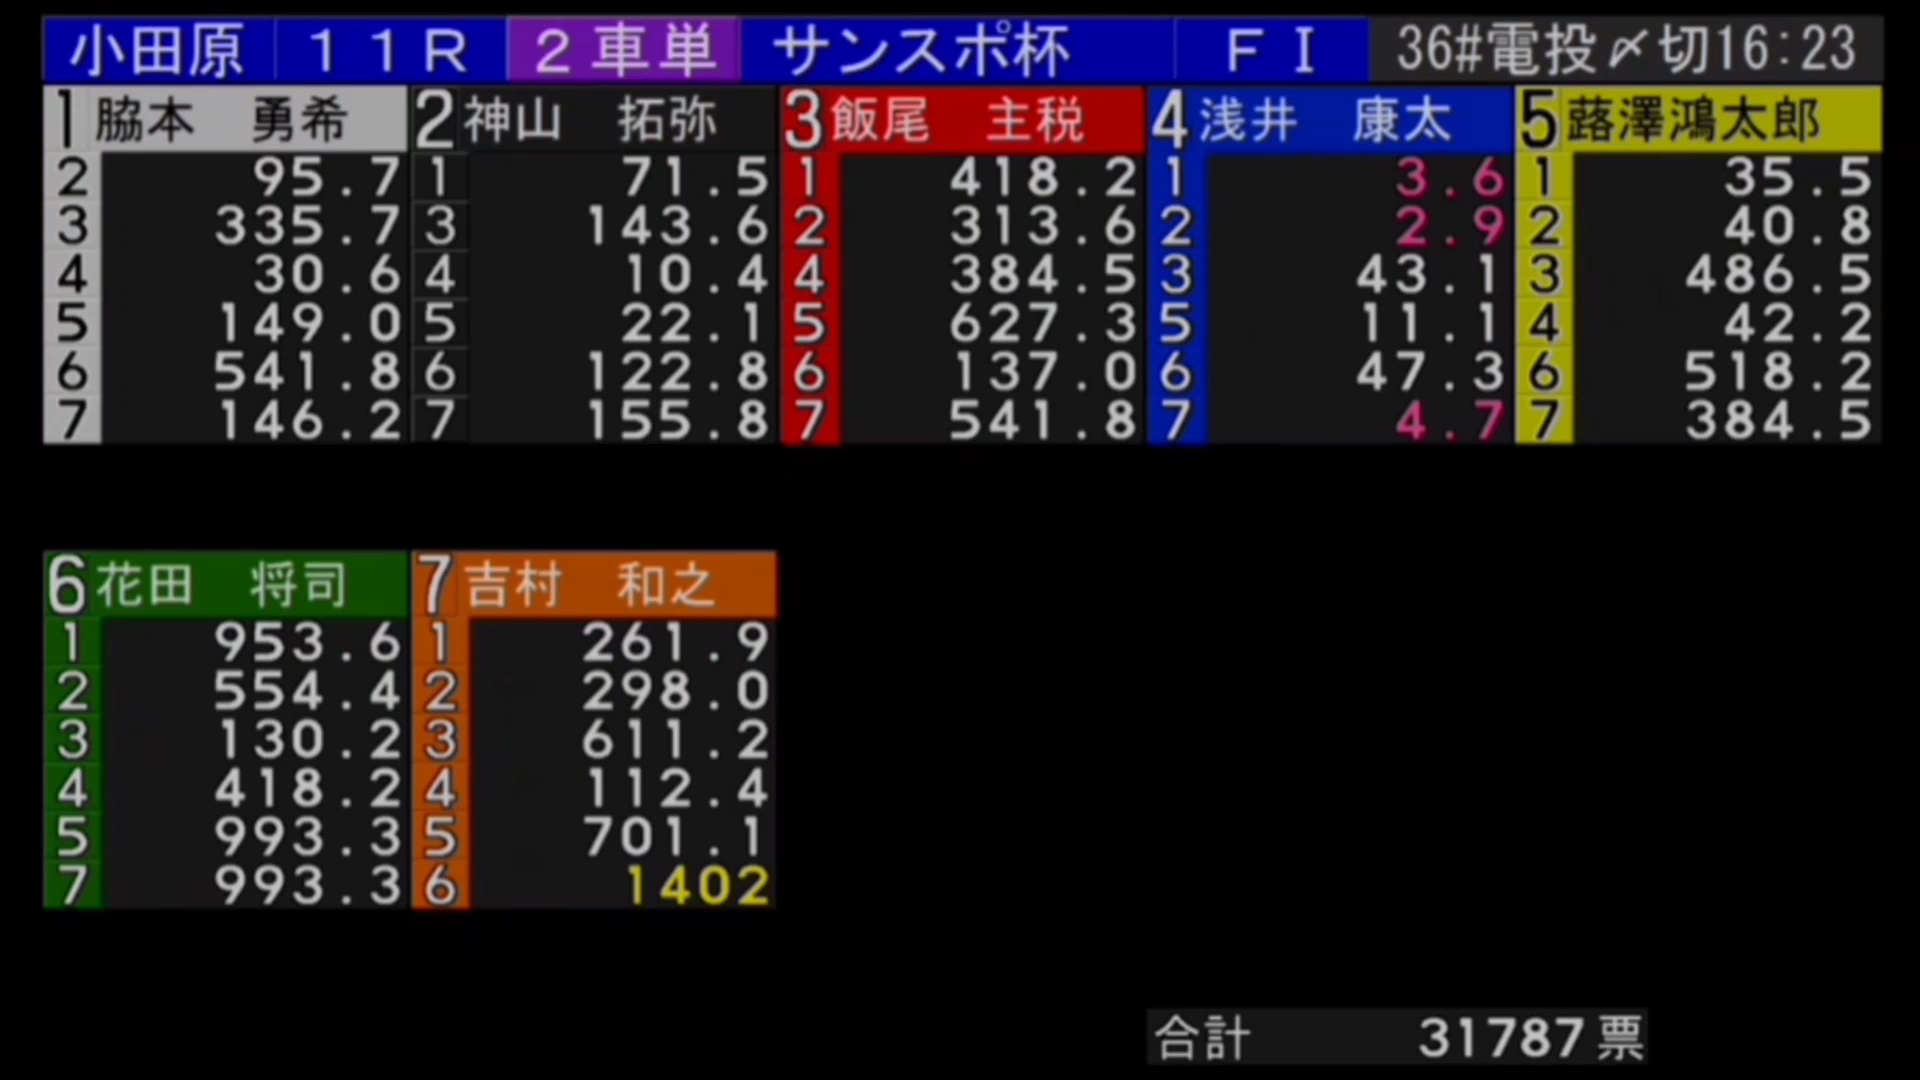 小田原 11R 2車単 サンスポ杯 FⅠ 36#電投〆切16:23
1 脇本 勇希 2 神山 拓弥 3 飯尾 主税 4 浅井 康太 5 蕗澤鴻太郎
2 95.7 1 71.5 1 418.2 1 3.6 1 35.5
3 335.7 3 143.6 2 313.6 2 2.9 2 40.8
4 30.6 4 10.4 4 384.5 3 43.1 3 486.5
5 149.0 5 22.1 5 627.3 5 11.1 4 42.2
6 541.8 6 122.8 6 137.0 6 47.3 6 518.2
7 146.2 7 155.8 7 541.8 7 4.7 7 384.5
6 花田 将司 7 吉村 和之
1 953.6 1 261.9
2 554.4 2 298.0
3 130.2 3 611.2
4 418.2 4 112.4
5 993.3 5 701.1
7 993.3 6 1402
合計 31787票